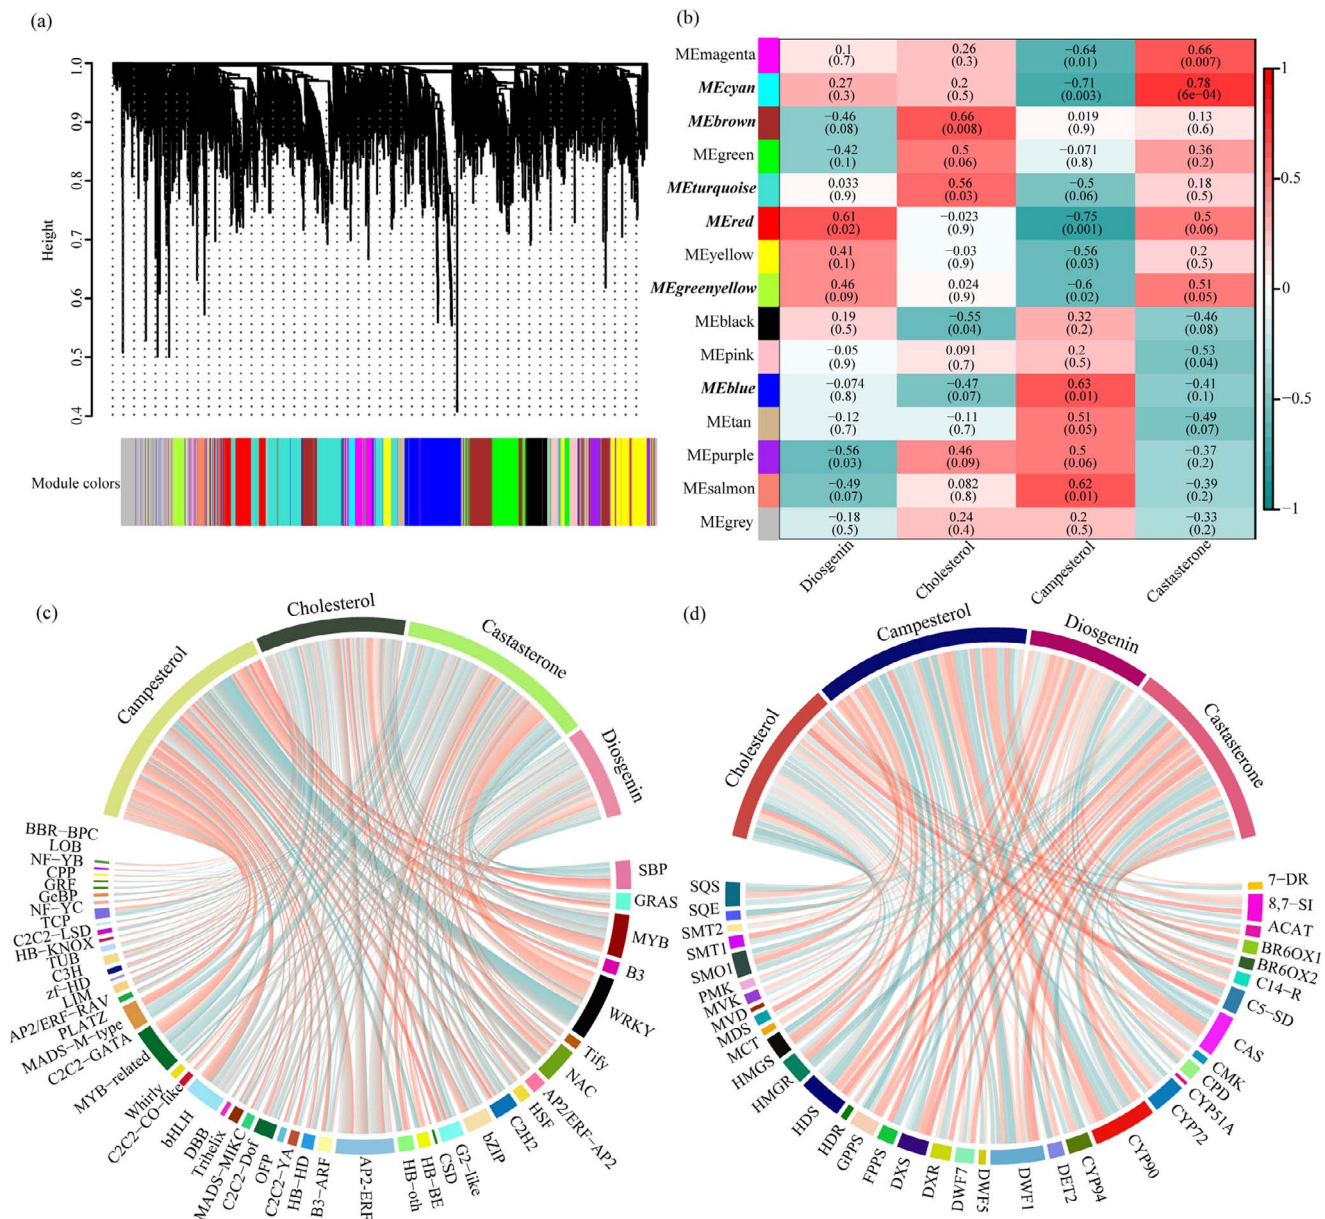 (a)
Height
1.0
0.9
0.8
0.7
0.6
0.5
0.4
Module colors
(b)
MEmagenta
0.1
(0.7)
0.26
(0.3)
−0.64
(0.01)
0.66
(0.007)
MEcyan
0.27
(0.3)
0.2
(0.5)
−0.71
(0.003)
0.78
(6e−04)
MEbrown
−0.46
(0.08)
0.66
(0.008)
0.019
(0.9)
0.13
(0.6)
MEgreen
−0.42
(0.1)
0.5
(0.06)
−0.071
(0.8)
0.36
(0.2)
MEturquoise
0.033
(0.9)
0.56
(0.03)
−0.5
(0.06)
0.18
(0.5)
MEred
0.61
(0.02)
−0.023
(0.9)
−0.75
(0.001)
0.5
(0.06)
MEyellow
0.41
(0.1)
−0.03
(0.9)
−0.56
(0.03)
0.2
(0.5)
MEgreenyellow
0.46
(0.09)
0.024
(0.9)
−0.6
(0.02)
0.51
(0.05)
MEblack
0.19
(0.5)
−0.55
(0.04)
0.32
(0.2)
−0.46
(0.08)
MEpink
−0.05
(0.9)
0.091
(0.7)
0.2
(0.5)
−0.53
(0.04)
MEblue
−0.074
(0.8)
−0.47
(0.07)
0.63
(0.01)
−0.41
(0.1)
MEtan
−0.12
(0.7)
−0.11
(0.7)
0.51
(0.05)
−0.49
(0.07)
MEpurple
−0.56
(0.03)
0.46
(0.09)
0.5
(0.06)
−0.37
(0.2)
MEsalmon
−0.49
(0.07)
0.082
(0.8)
0.62
(0.01)
−0.39
(0.2)
MEgrey
−0.18
(0.5)
0.24
(0.4)
0.2
(0.5)
−0.33
(0.2)
1
0.5
0
−0.5
−1
Diosgenin
Cholesterol
Campesterol
Castasterone
(c)
Campesterol
Cholesterol
Castasterone
Diosgenin
BBR−BPC
LOB
NF−YB
CPP
GRF
GeBP
NF−YC
TCP
C2C2−LSD
HB−KNOX
TUB
C3H
zf−HD
LIM
AP2/ERF−RAV
PLATZ
MADS−M−type
C2C2−GATA
MYB−related
Whirly
C2C2−CO−like
bHLH
DBB
Trihelix
MADS−MIKC
C2C2−Dof
OFP
C2C2−YA
HB−HD
B3−ARF
AP2-ERF
HB−oth
HB−BE
CSD
G2−like
bZIP
C2H2
HSF
AP2/ERF−AP2
NAC
Tify
WRKY
B3
MYB
GRAS
SBP
(d)
Cholesterol
Campesterol
Diosgenin
Castasterone
SQS
SQE
SMT2
SMT1
SMO1
PMK
MVK
MVD
MDS
MCT
HMGS
HMGR
HDS
HDR
GPPS
FPPS
DXS
DXR
DWF7
DWF5
DWF1
DET2
CYP94
CYP90
CYP72
CYP51A
CPD
CMK
CAS
C5−SD
C14−R
BR6OX2
BR6OX1
ACAT
8,7−SI
7−DR